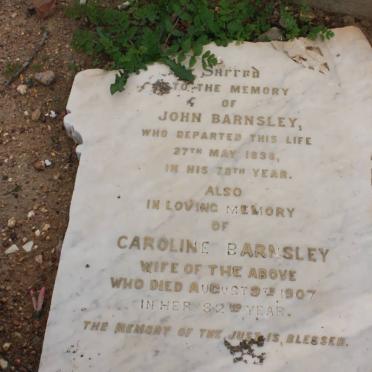 Sacred
TO THE MEMORY
OF
JOHN BARNSLEY,
WHO DEPARTED THIS LIFE
27TH MAY 1898,
IN HIS 78TH YEAR.
ALSO
IN LOVING MEMORY
OF
CAROLINE BARNSLEY
WIFE OF THE ABOVE
WHO DIED AUGUST 9TH 1907
IN HER 82ND YEAR.
THE MEMORY OF THE JUST IS BLESSED.